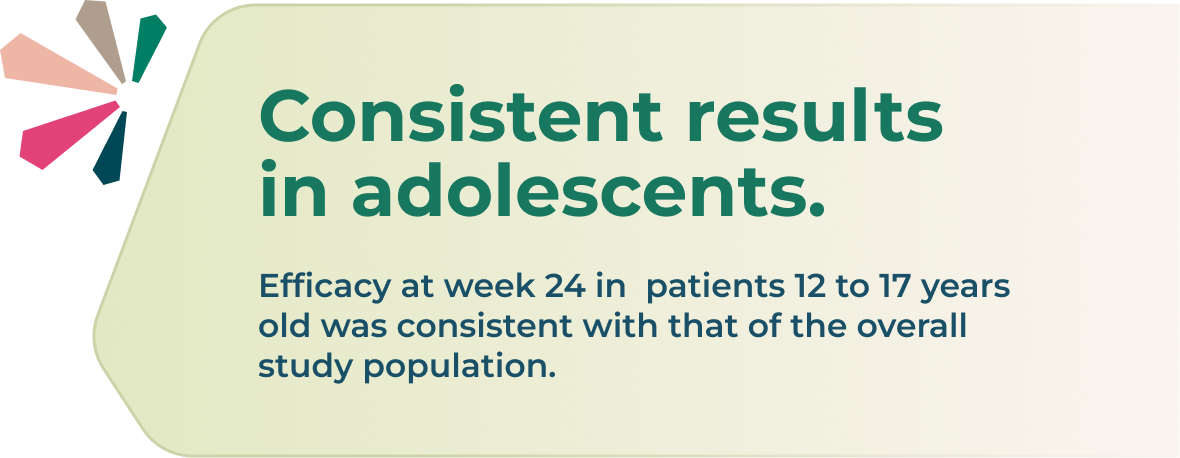 Consistent results
in adolescents.
Efficacy at week 24 in  patients 12 to 17 years
old was consistent with that of the overall
study population.